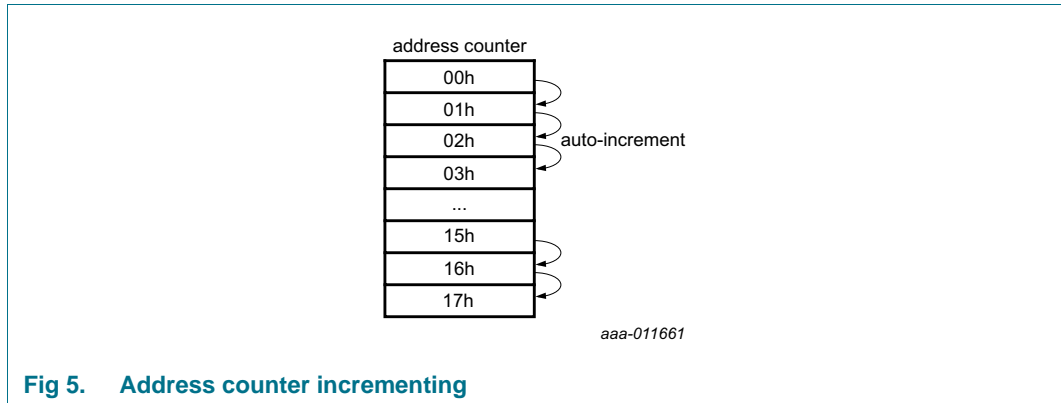 address counter
00h
01h
02h
auto-increment
03h
...
15h
16h
17h
aaa-011661
Fig 5. Address counter incrementing